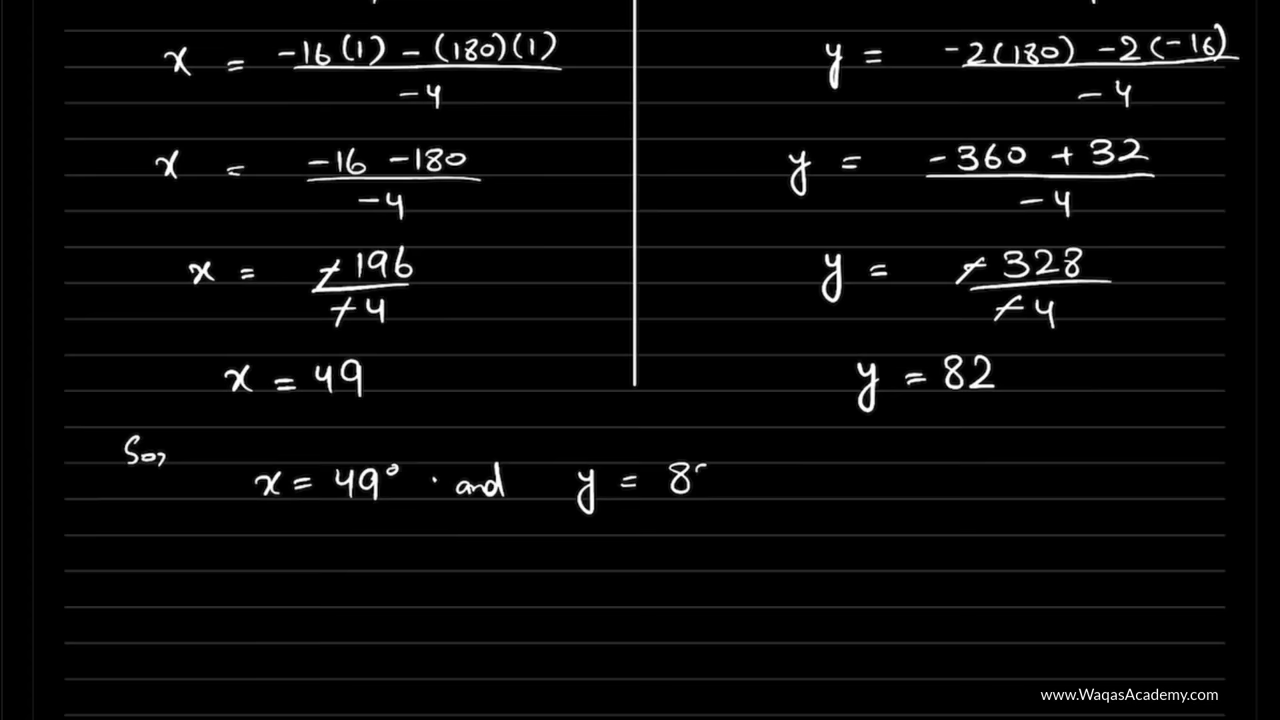 x = -16(1) - (180)(1) / -4
x = -16 -180 / -4
x = -196 / -4
x = 49
y = -2(180) -2(-16) / -4
y = -360 + 32 / -4
y = -328 / -4
y = 82
So,
x = 49° . and y = 8
www.WaqasAcademy.com